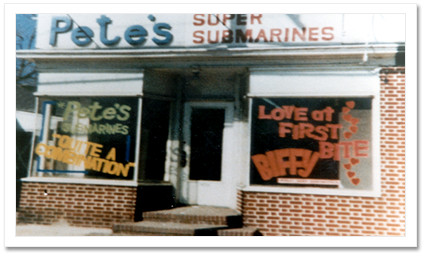 Pete's
SUPER
SUBMARINES
"Pete's
SUBMARINES
"QUITE A
COMBINATION"
LOVE at
FIRST
BITE
BIFFY